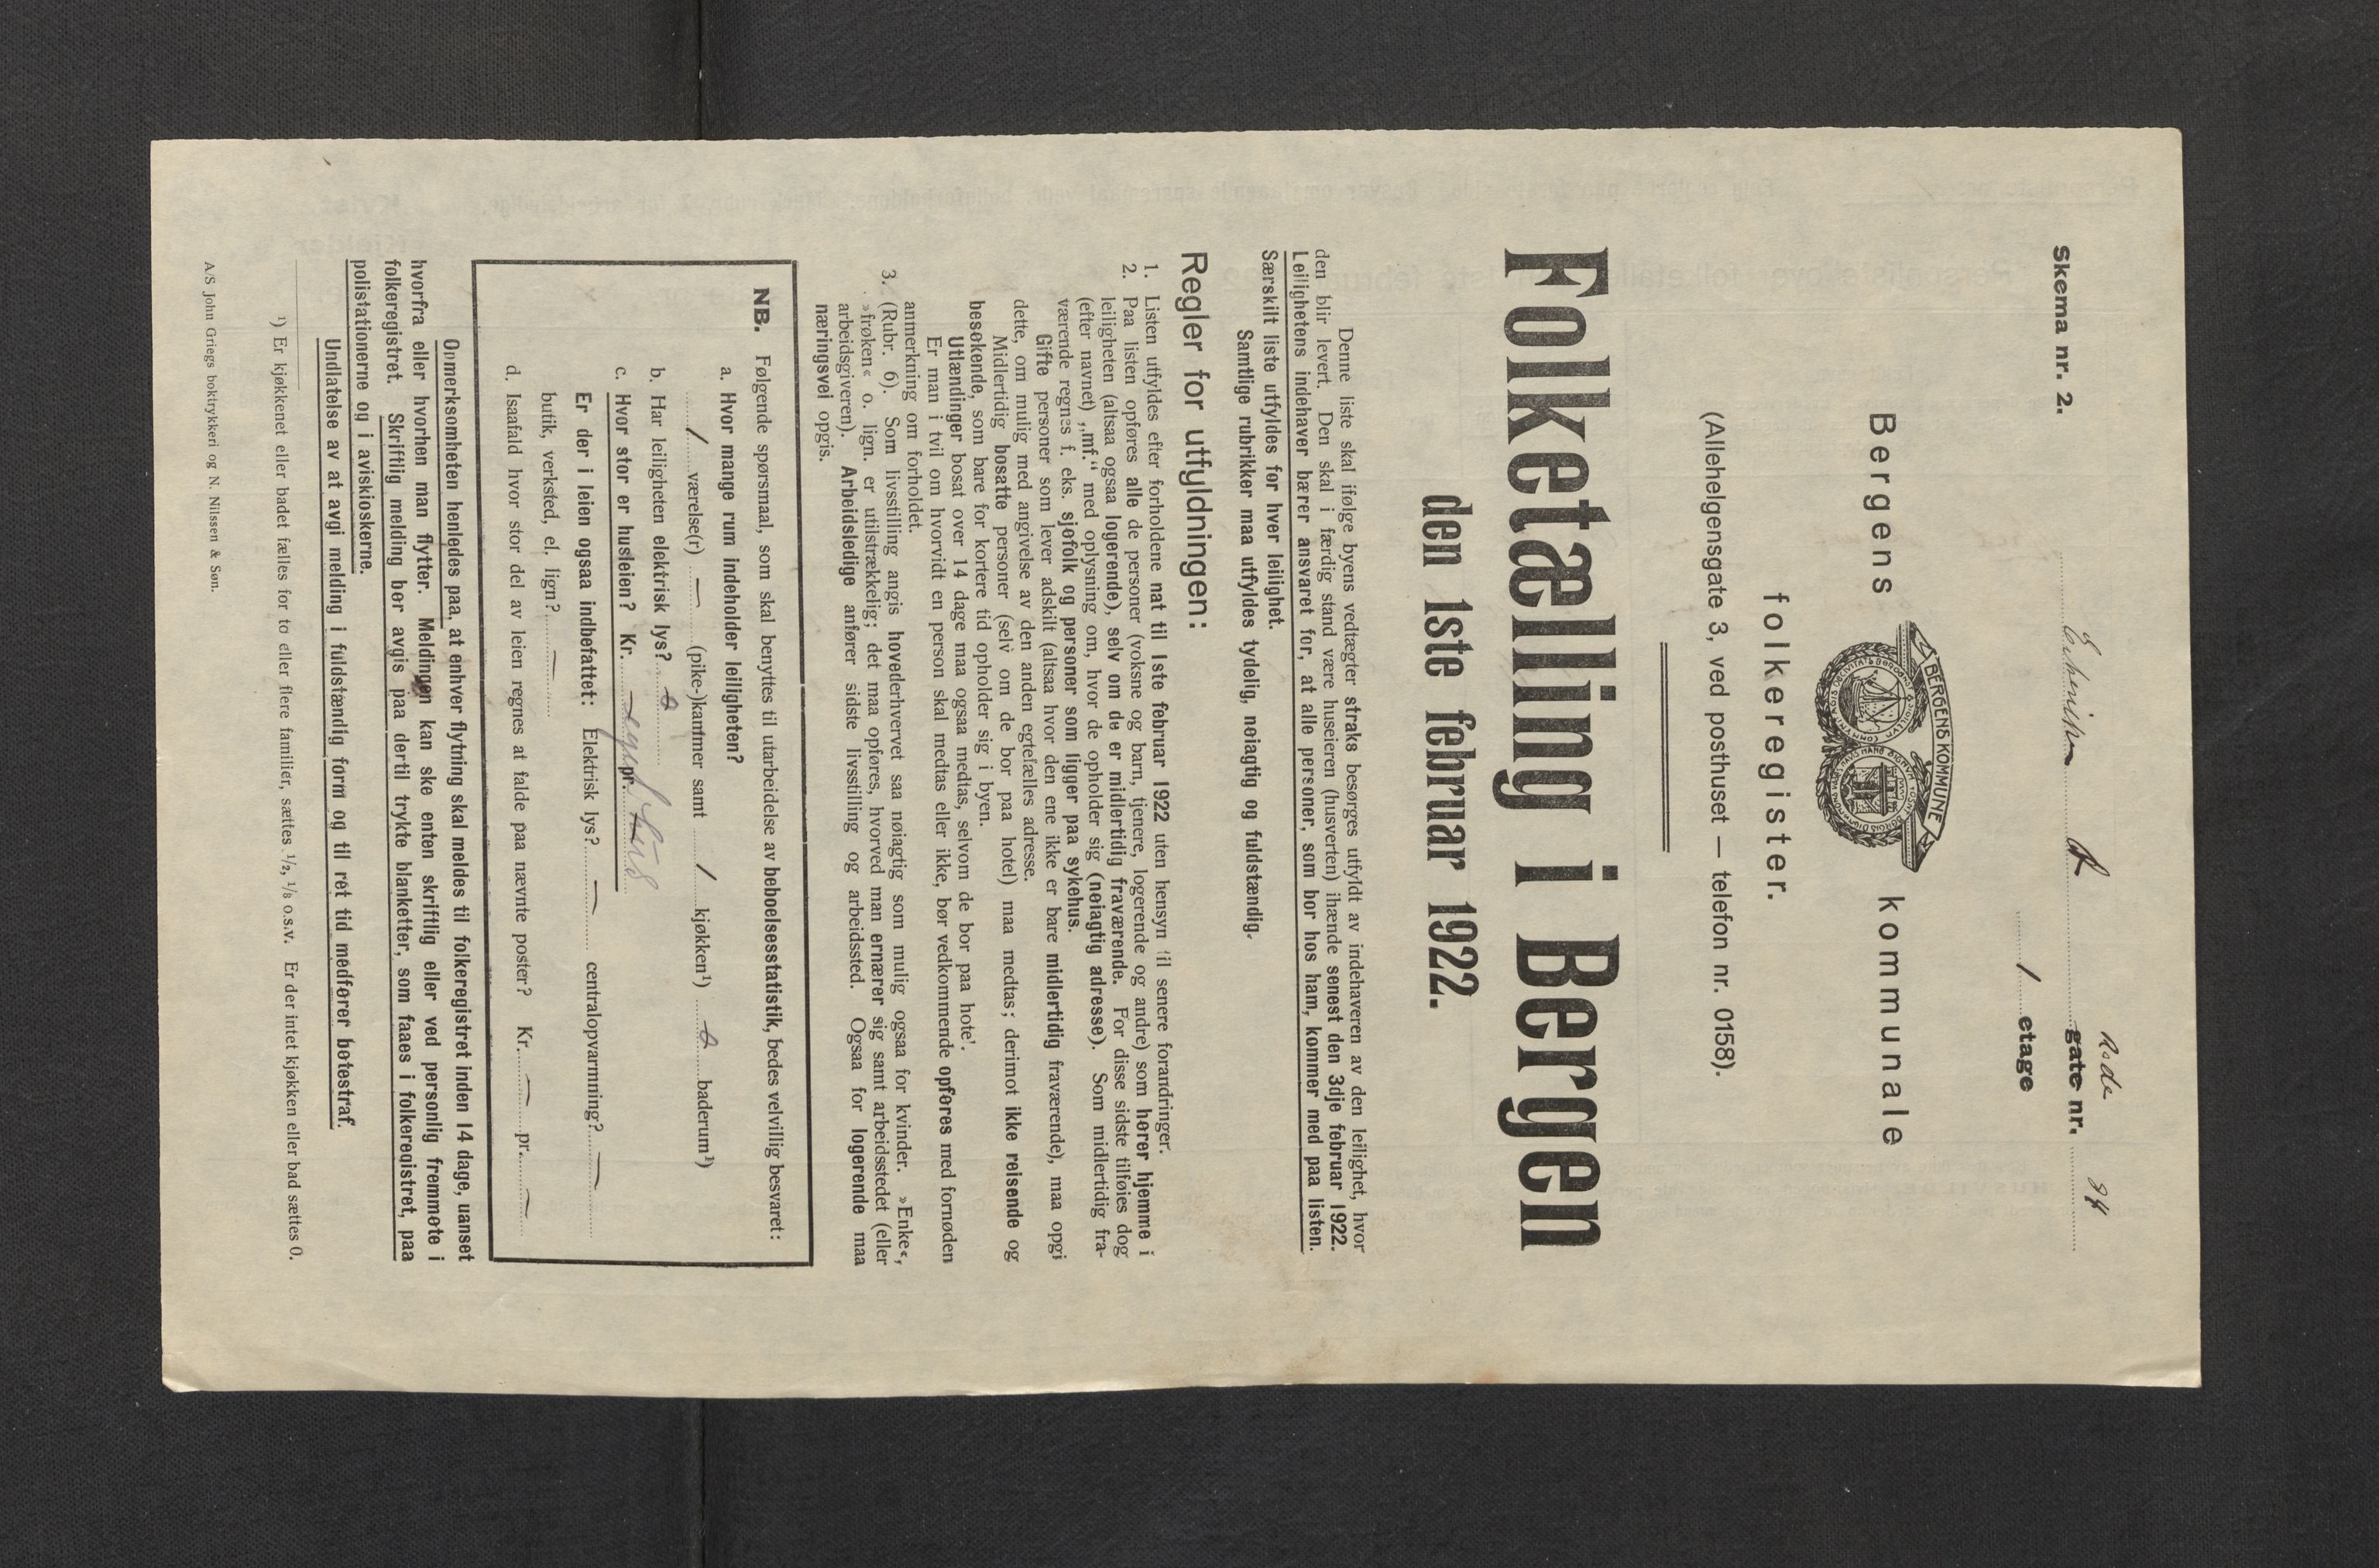 Skema nr. 2.
Rode
gate nr. 34
1 etage
BERGENS KOMMUNE
Bergens kommunale
folkeregister.
(Allehelgensgate 3, ved posthuset — telefon nr. 0158).
Folketælling i Bergen
den 1ste februar 1922.
Denne liste skal ifølge byens vedtægter straks besørges utfyldt av indehaveren av den leilighet, hvor
den blir levert. Den skal i færdig stand være huseieren (husverten) ihænde senest den 3dje februar 1922.
Leilighetens indehaver bærer ansvaret for, at alle personer, som bor hos ham, kommer med paa listen.
Særskilt liste utfyldes for hver leilighet.
Samtlige rubrikker maa utfyldes tydelig, nøiagtig og fuldstændig.
Regler for utfyldningen:
1. Listen utfyldes efter forholdene nat til 1ste februar 1922 uten hensyn til senere forandringer.
2. Paa listen opføres alle de personer (voksne og barn, tjenere, logerende og andre) som hører hjemme i
leiligheten (altsaa ogsaa logerende), selv om de er midlertidig fraværende. For disse sidste tilføies dog
(efter navnet) „mf.“ med oplysning om, hvor de opholder sig (nøiagtig adresse). Som midlertidig fra-
værende regnes f. eks. sjøfolk og personer som ligger paa sykehus.
Gifte personer som lever adskilt (altsaa hvor den ene ikke er bare midlertidig fraværende), maa opgi
dette, om mulig med angivelse av den anden egtefælles adresse.
Midlertidig bosatte personer (selv om de bor paa hotel) maa medtas; derimot ikke reisende og
besøkende, som bare for kortere tid opholder sig i byen.
Utlændinger bosat over 14 dage maa ogsaa medtas, selvom de bor paa hotel.
Er man i tvil om hvorvidt en person skal medtas eller ikke, bør vedkommende opføres med fornøden
anmerkning om forholdet.
3. (Rubr. 6). Som livsstilling angis hovederhvervet saa nøiagtig som mulig ogsaa for kvinder. »Enke«,
»frøken« o. lign. er utilstrækkelig; det maa opføres, hvorved man ernærer sig samt arbeidsstedet (eller
arbeidsgiveren). Arbeidsledige anfører sidste livsstilling og arbeidssted. Ogsaa for logerende maa
næringsvei opgis.
NB. Følgende spørsmaal, som skal benyttes til utarbeidelse av beboelsesstatistik, bedes velvillig besvaret:
a. Hvor mange rum indeholder leiligheten?
1 værelse(r) — (pike-)kammer samt 1 kjøkken¹) 0 baderum¹)
b. Har leiligheten elektrisk lys? 0
c. Hvor stor er husleien? Kr. eget pr. hus
Er der i leien ogsaa indbefattet: Elektrisk lys? — centralopvarmning? —
butik, verksted, el. lign? —
d. Isaafald hvor stor del av leien regnes at falde paa nævnte poster? Kr. — pr. —
Opmerksomheten henledes paa, at enhver flytning skal meldes til folkeregistret inden 14 dage, uanset
hvorfra eller hvorhen man flytter. Meldingen kan ske enten skriftlig eller ved personlig fremmøte i
folkeregistret. Skriftlig melding bør avgis paa dertil trykte blanketter, som faaes i folkeregistret, paa
polistationerne og i aviskioskerne.
Undlatelse av at avgi melding i fuldstændig form og til ret tid medfører bøtestraf.
¹) Er kjøkkenet eller badet fælles for to eller flere familier, sættes ½, ⅓ o.s.v. Er der intet kjøkken eller bad sættes 0.
A/S John Griegs boktrykkeri og N. Nilssen & Søn.